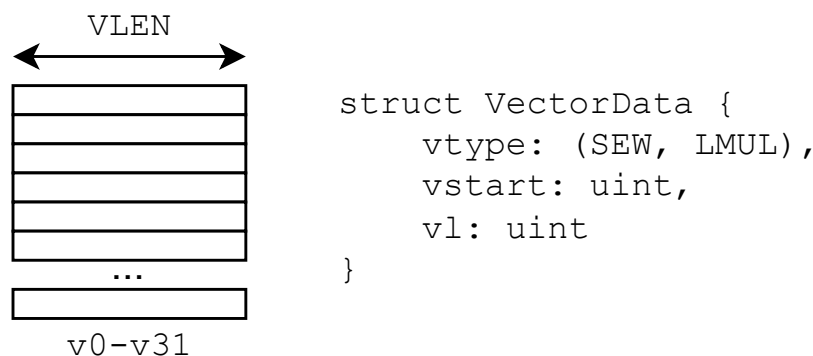 VLEN
...
v0-v31
struct VectorData {
    vtype: (SEW, LMUL),
    vstart: uint,
    vl: uint
}